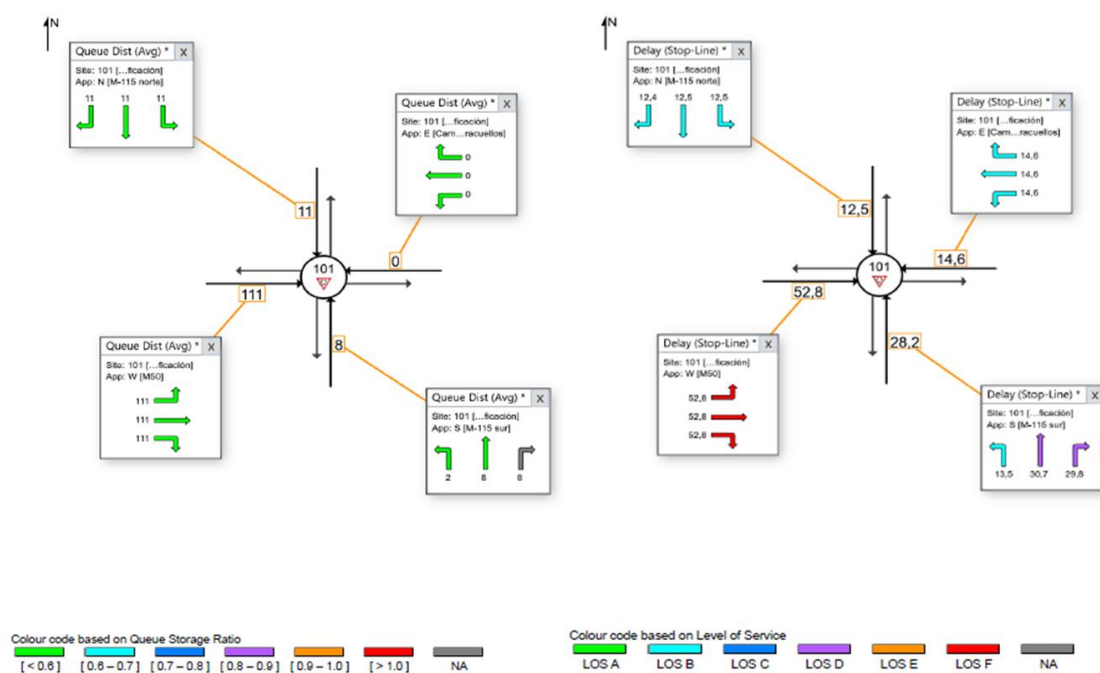 N
Queue Dist (Avg) * X
Site: 101 [...ficación]
App: N [M-115 norte]
11 11 11
Queue Dist (Avg) * X
Site: 101 [...ficación]
App: E [Cam...racuellos]
0
0
0
11
0
101
111
8
Queue Dist (Avg) * X
Site: 101 [...ficación]
App: W [M50]
111
111
111
Queue Dist (Avg) * X
Site: 101 [...ficación]
App: S [M-115 sur]
2 8 8
Colour code based on Queue Storage Ratio
[ < 0.6 ] [ 0.6 – 0.7 ] [ 0.7 – 0.8 ] [ 0.8 – 0.9 ] [ 0.9 – 1.0 ] [ > 1.0 ] NA
N
Delay (Stop-Line) * X
Site: 101 [...ficación]
App: N [M-115 norte]
12,4 12,5 12,5
Delay (Stop-Line) * X
Site: 101 [...ficación]
App: E [Cam...racuellos]
14,6
14,6
14,6
12,5
14,6
101
52,8
28,2
Delay (Stop-Line) * X
Site: 101 [...ficación]
App: W [M50]
52,8
52,8
52,8
Delay (Stop-Line) * X
Site: 101 [...ficación]
App: S [M-115 sur]
13,5 30,7 29,8
Colour code based on Level of Service
LOS A LOS B LOS C LOS D LOS E LOS F NA